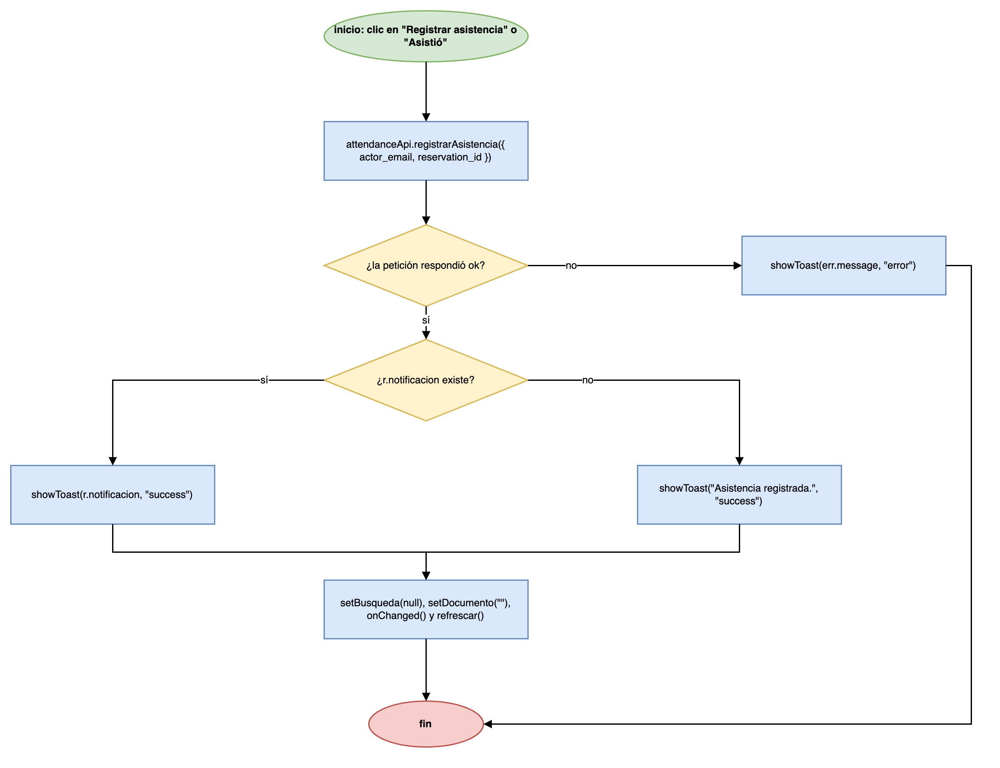 inicio: clic en "Registrar asistencia" o
"Asistió"
attendanceApi.registrarAsistencia({
actor_email, reservation_id })
¿la petición respondió ok?
no
showToast(err.message, "error")
sí
¿r.notificacion existe?
sí
no
showToast(r.notificacion, "success")
showToast("Asistencia registrada.",
"success")
setBusqueda(null), setDocumento(""),
onChanged() y refrescar()
fin